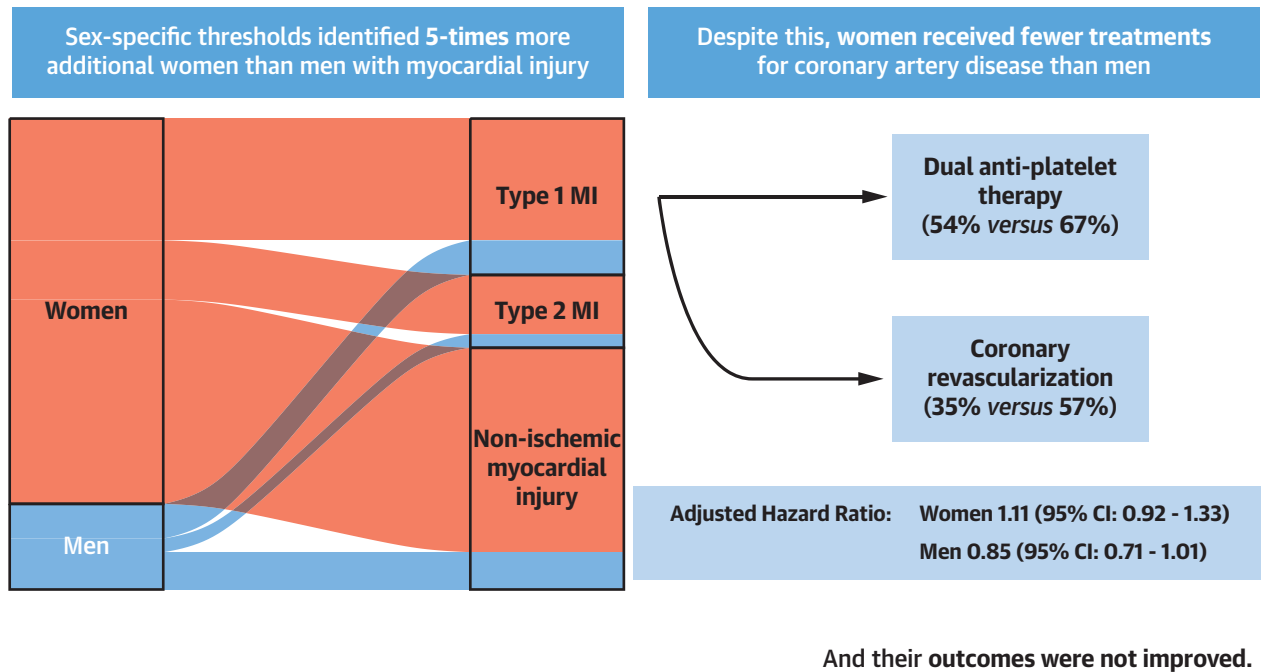 Sex-specific thresholds identified 5-times more
additional women than men with myocardial injury
Despite this, women received fewer treatments
for coronary artery disease than men
Women
Men
Type 1 MI
Type 2 MI
Non-ischemic
myocardial
injury
Dual anti-platelet
therapy
(54% versus 67%)
Coronary
revascularization
(35% versus 57%)
Adjusted Hazard Ratio: Women 1.11 (95% CI: 0.92 - 1.33)
Men 0.85 (95% CI: 0.71 - 1.01)
And their outcomes were not improved.